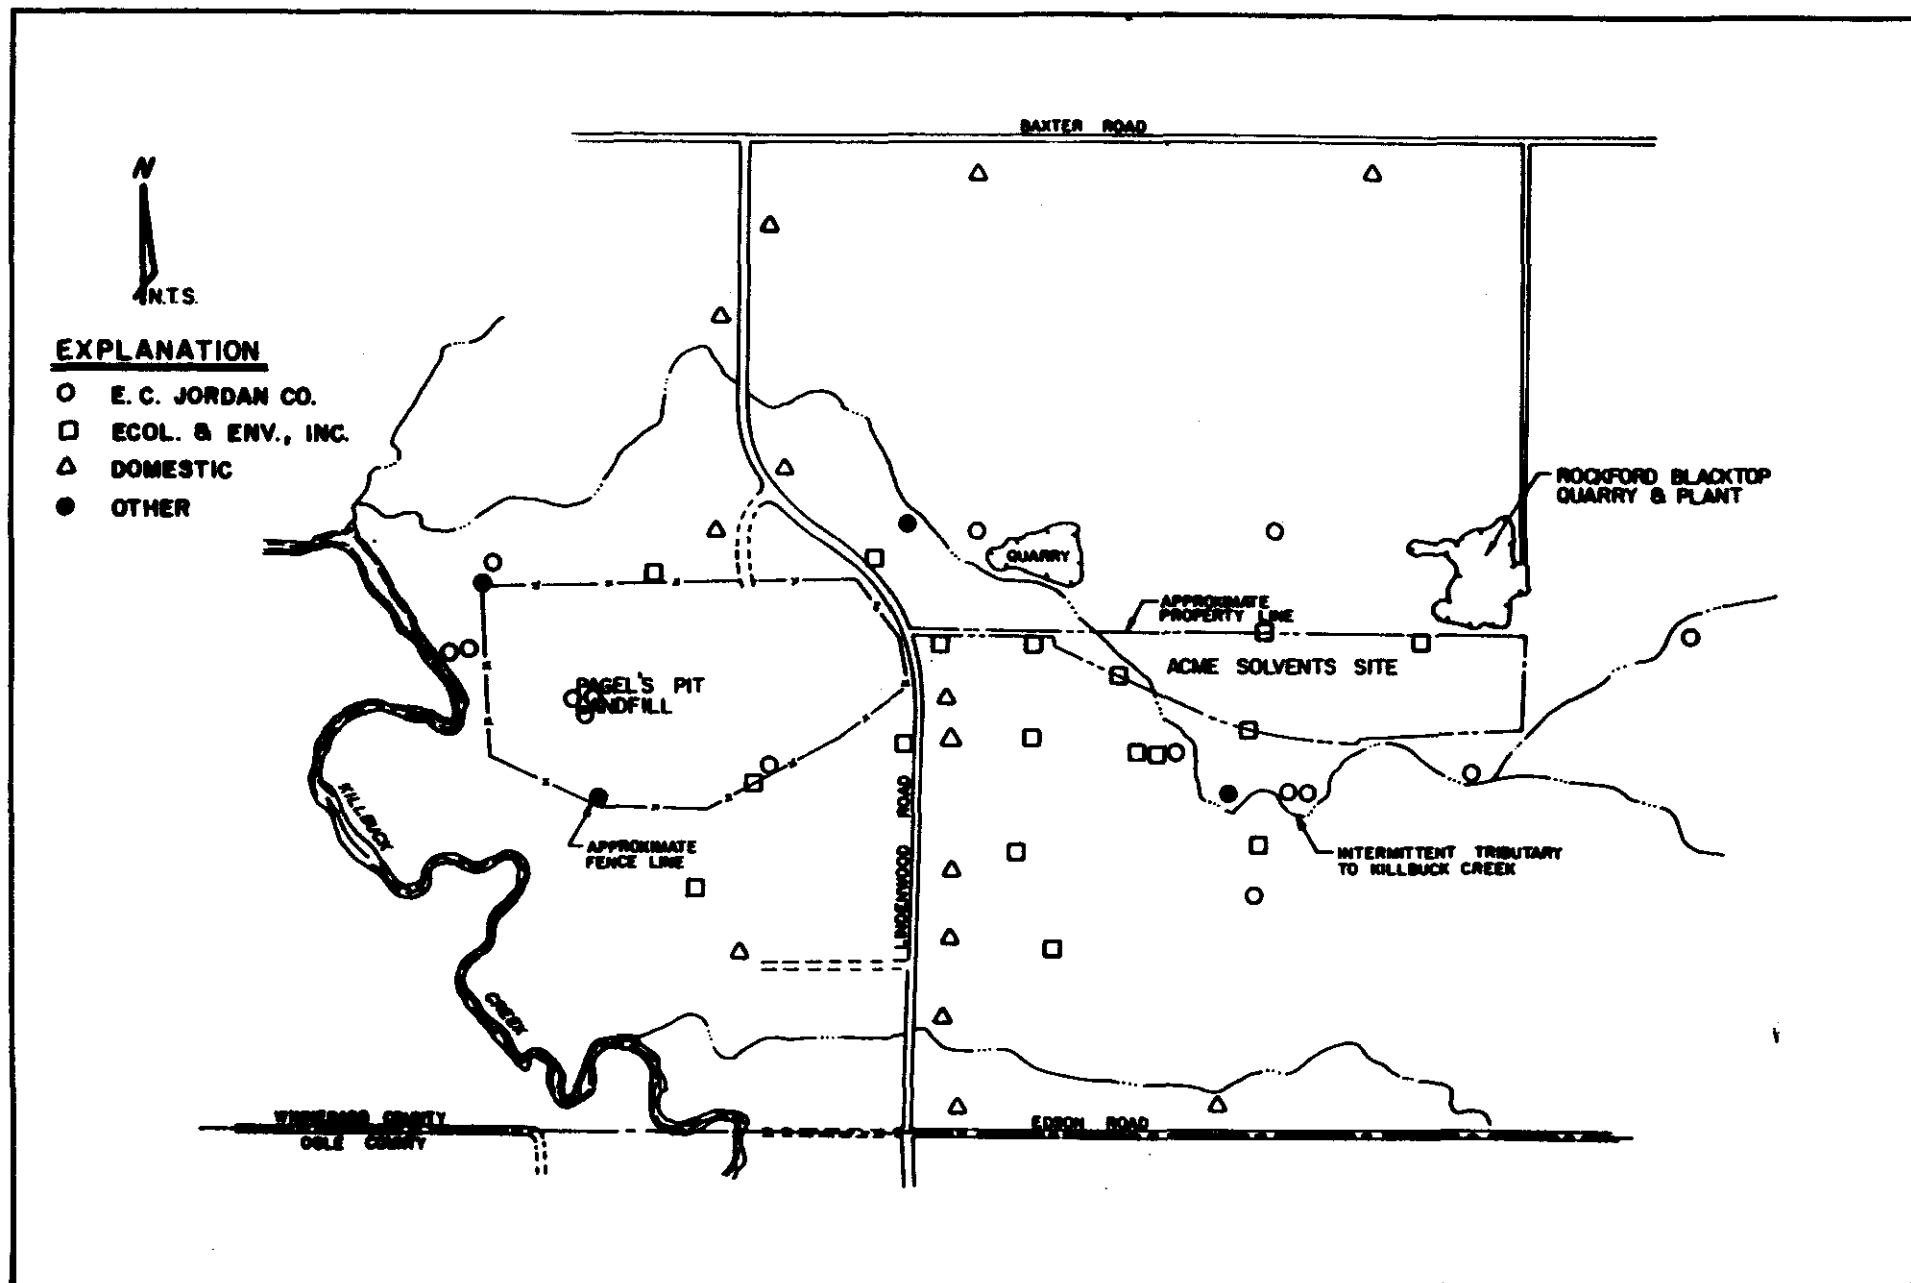 BAXTER ROAD
N
N.T.S.
EXPLANATION
E. C. JORDAN CO.
ECOL. & ENV., INC.
DOMESTIC
OTHER
ROCKFORD BLACKTOP
QUARRY & PLANT
QUARRY
APPROXIMATE
PROPERTY LINE
ACME SOLVENTS SITE
PAGEL'S PIT
LANDFILL
KILLBUCK
CREEK
APPROXIMATE
FENCE LINE
LINDENWOOD ROAD
INTERMITTENT TRIBUTARY
TO KILLBUCK CREEK
WINNEBAGO COUNTY
OGLE COUNTY
EDSON ROAD